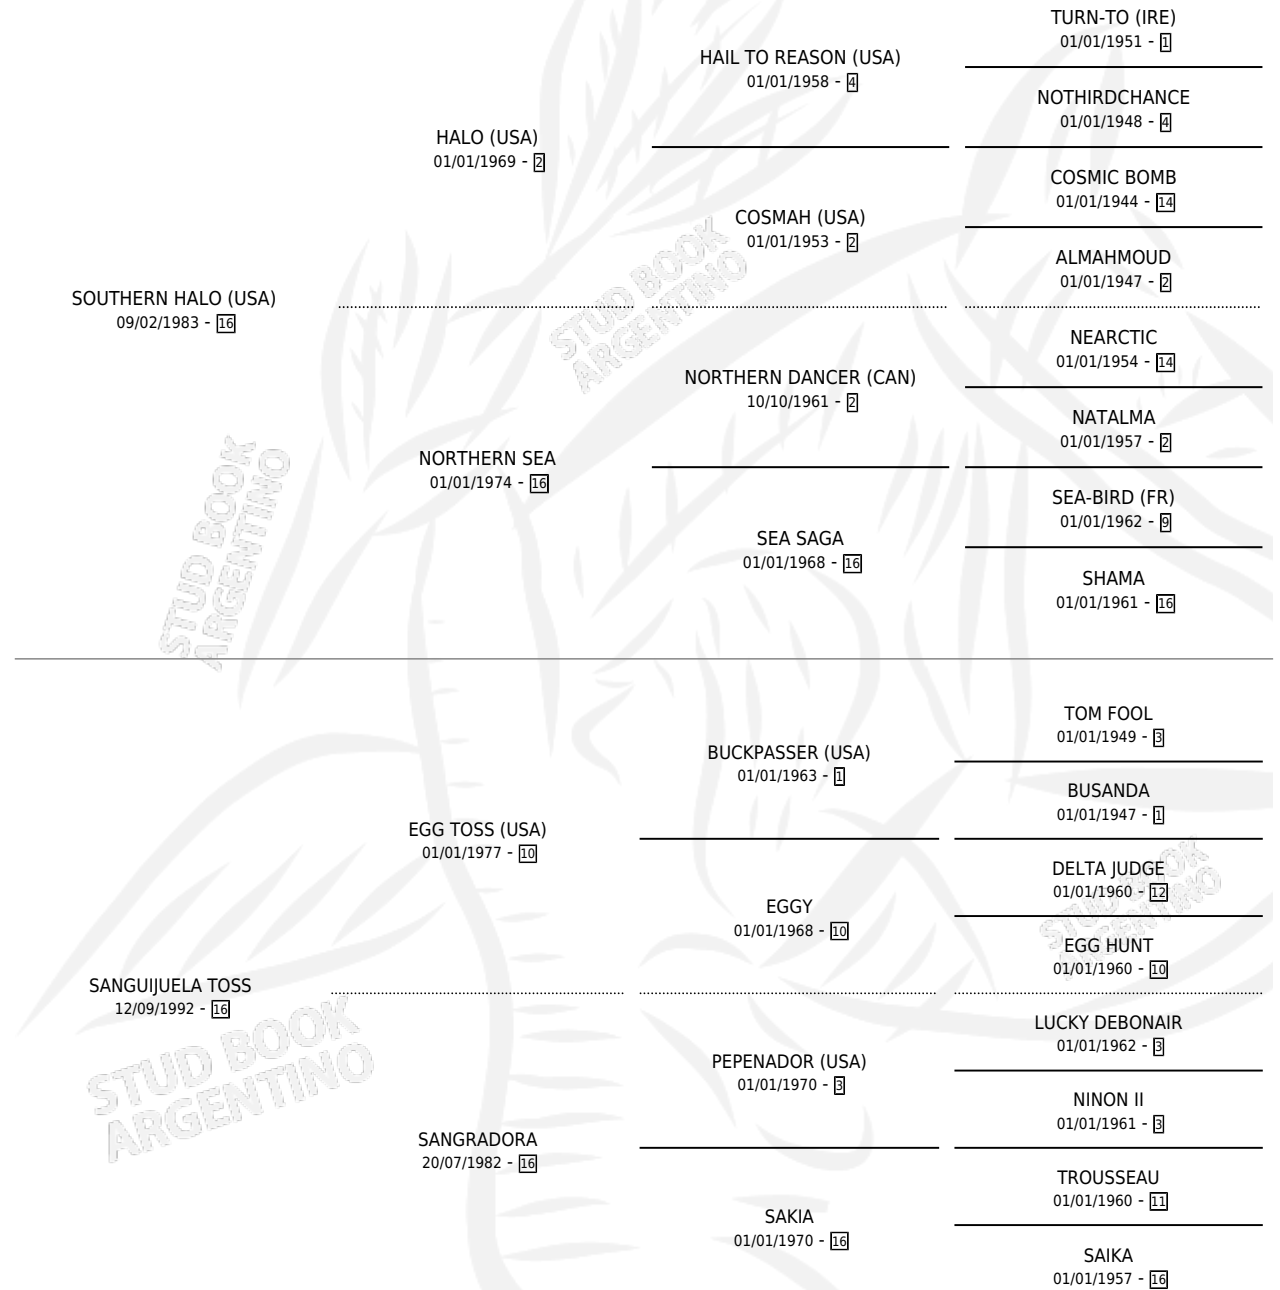 TURN-TO (IRE)
01/01/1951 - 1
HAIL TO REASON (USA)
01/01/1958 - 4
NOTHIRDCHANCE
01/01/1948 - 4
HALO (USA)
01/01/1969 - 2
COSMIC BOMB
01/01/1944 - 14
COSMAH (USA)
01/01/1953 - 2
ALMAHMOUD
01/01/1947 - 2
SOUTHERN HALO (USA)
09/02/1983 - 16
STUD BOOK
ARGENTINO
NEARCTIC
01/01/1954 - 14
NORTHERN DANCER (CAN)
10/10/1961 - 2
NATALMA
01/01/1957 - 2
NORTHERN SEA
01/01/1974 - 16
STUD BOOK
ARGENTINO
SEA-BIRD (FR)
01/01/1962 - 9
SEA SAGA
01/01/1968 - 16
SHAMA
01/01/1961 - 16
TOM FOOL
01/01/1949 - 3
BUCKPASSER (USA)
01/01/1963 - 1
BUSANDA
01/01/1947 - 1
EGG TOSS (USA)
01/01/1977 - 10
DELTA JUDGE
01/01/1960 - 12
STUD BOOK
ARGENTINO
EGGY
01/01/1968 - 10
EGG HUNT
01/01/1960 - 10
SANGUIJUELA TOSS
12/09/1992 - 16
STUD BOOK
ARGENTINO
LUCKY DEBONAIR
01/01/1962 - 3
PEPENADOR (USA)
01/01/1970 - 3
NINON II
01/01/1961 - 3
SANGRADORA
20/07/1982 - 16
TROUSSEAU
01/01/1960 - 11
SAKIA
01/01/1970 - 16
SAIKA
01/01/1957 - 16